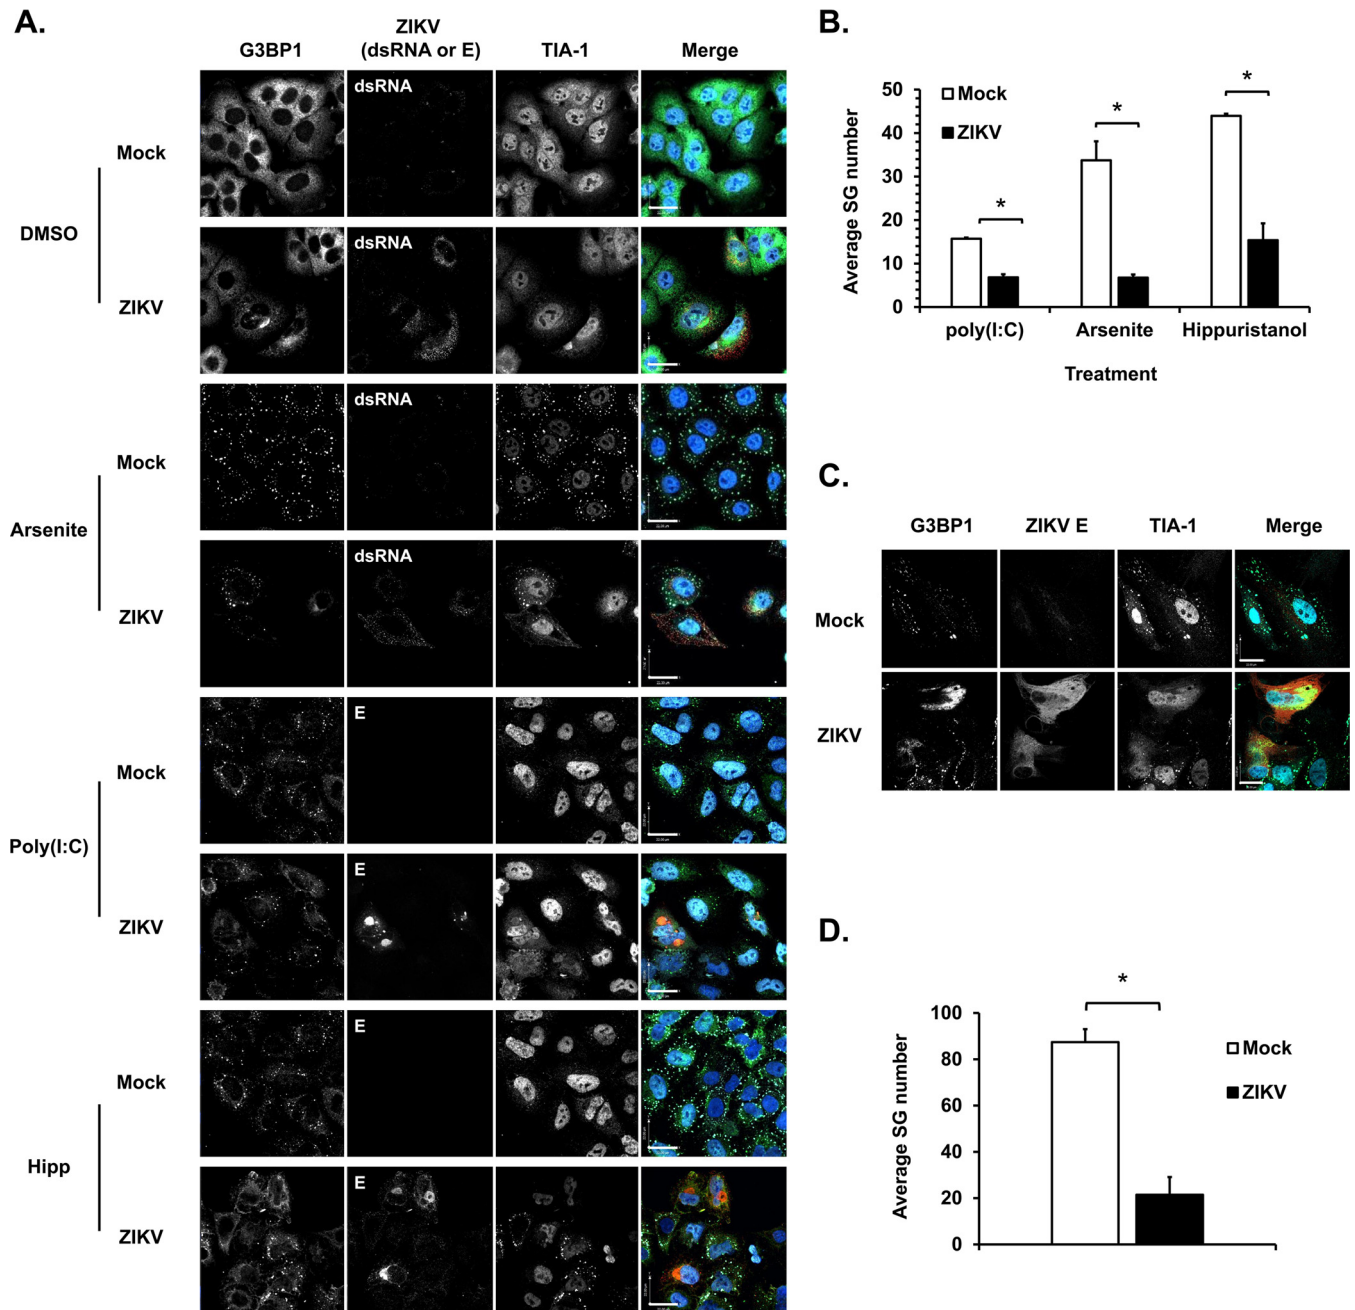 A.
G3BP1
ZIKV
(dsRNA or E)
TIA-1
Merge
DMSO
Mock
dsRNA
ZIKV
dsRNA
Arsenite
Mock
dsRNA
ZIKV
dsRNA
Poly(I:C)
Mock
E
ZIKV
E
Hipp
Mock
E
ZIKV
E
B.
Average SG number
50
40
30
20
10
0
Mock
ZIKV
*
*
*
poly(I:C)
Arsenite
Hippuristanol
Treatment
C.
G3BP1
ZIKV E
TIA-1
Merge
Mock
ZIKV
D.
Average SG number
100
80
60
40
20
0
*
Mock
ZIKV